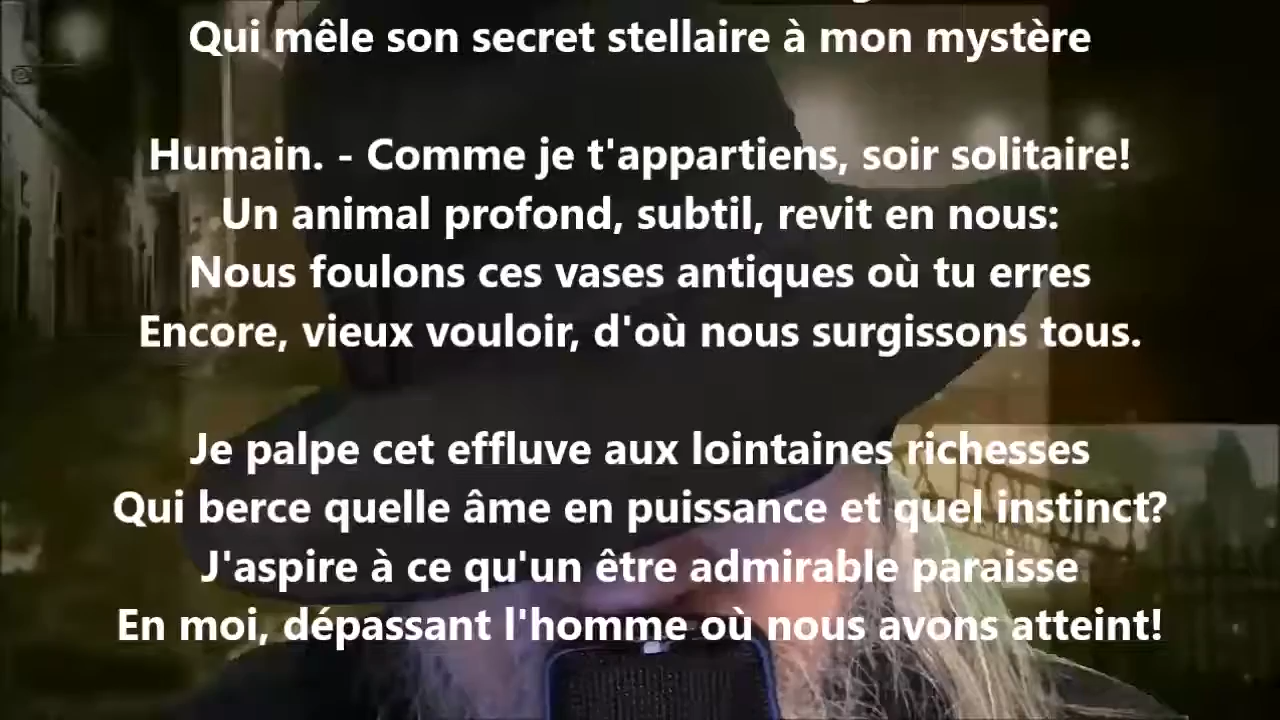 Qui mêle son secret stellaire à mon mystère
Humain. - Comme je t'appartiens, soir solitaire!
Un animal profond, subtil, revit en nous:
Nous foulons ces vases antiques où tu erres
Encore, vieux vouloir, d'où nous surgissons tous.
Je palpe cet effluve aux lointaines richesses
Qui berce quelle âme en puissance et quel instinct?
J'aspire à ce qu'un être admirable paraisse
En moi, dépassant l'homme où nous avons atteint!